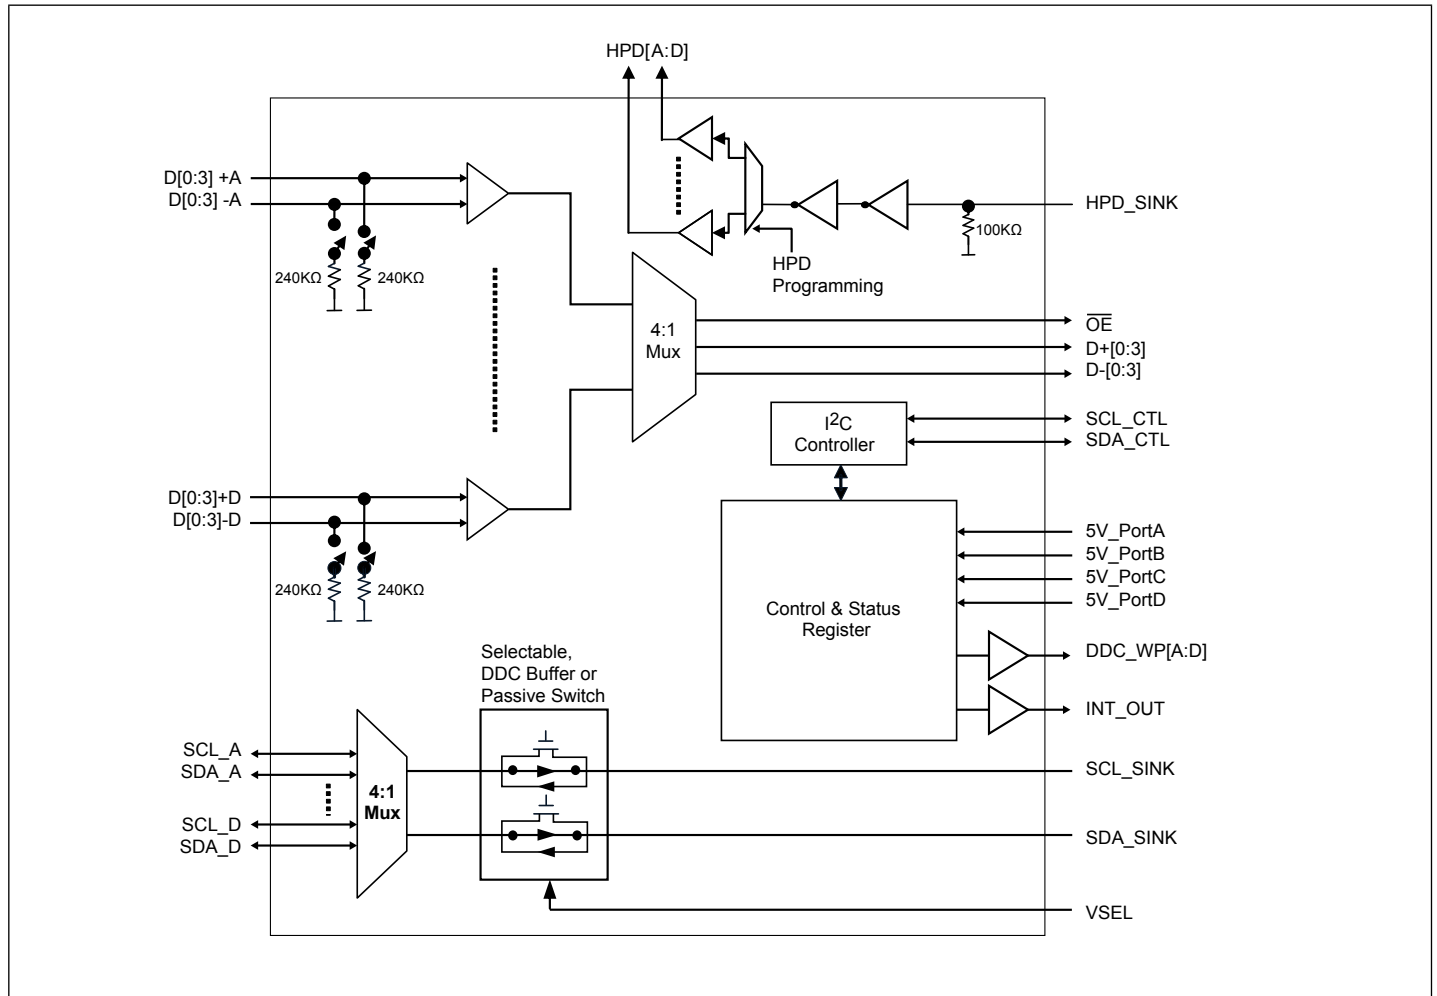 HPD[A:D]
D[0:3] +A
D[0:3] -A
240KΩ
240KΩ
HPD_SINK
100KΩ
HPD
Programming
4:1
Mux
O̅E̅
D+[0:3]
D-[0:3]
I²C
Controller
SCL_CTL
SDA_CTL
D[0:3]+D
D[0:3]-D
240KΩ
240KΩ
Control & Status
Register
5V_PortA
5V_PortB
5V_PortC
5V_PortD
DDC_WP[A:D]
INT_OUT
Selectable,
DDC Buffer or
Passive Switch
SCL_A
SDA_A
SCL_D
SDA_D
4:1
Mux
SCL_SINK
SDA_SINK
VSEL